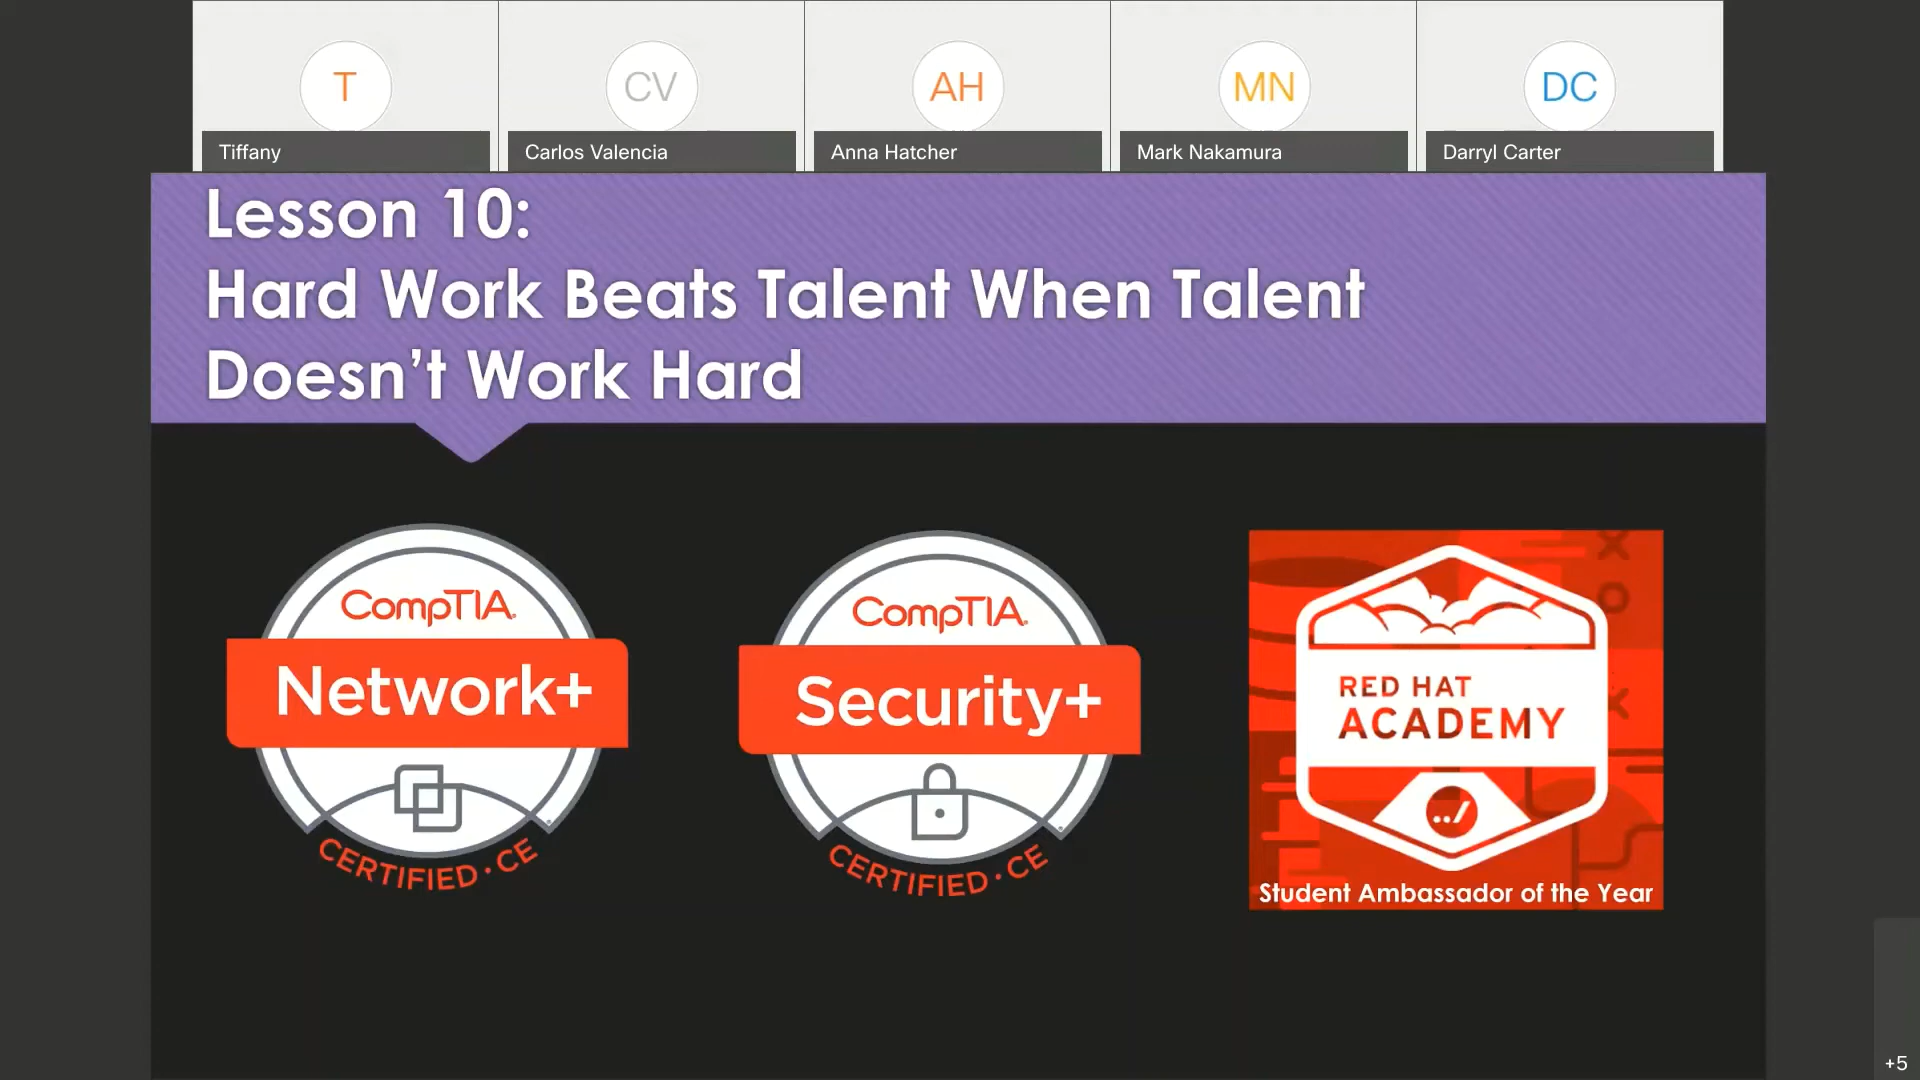 T
CV
AH
MN
DC
Tiffany
Carlos Valencia
Anna Hatcher
Mark Nakamura
Darryl Carter
Lesson 10:
Hard Work Beats Talent When Talent
Doesn’t Work Hard
CompTIA.
Network+
CERTIFIED · CE
CompTIA.
Security+
CERTIFIED · CE
RED HAT
ACADEMY
../
Student Ambassador of the Year
+5